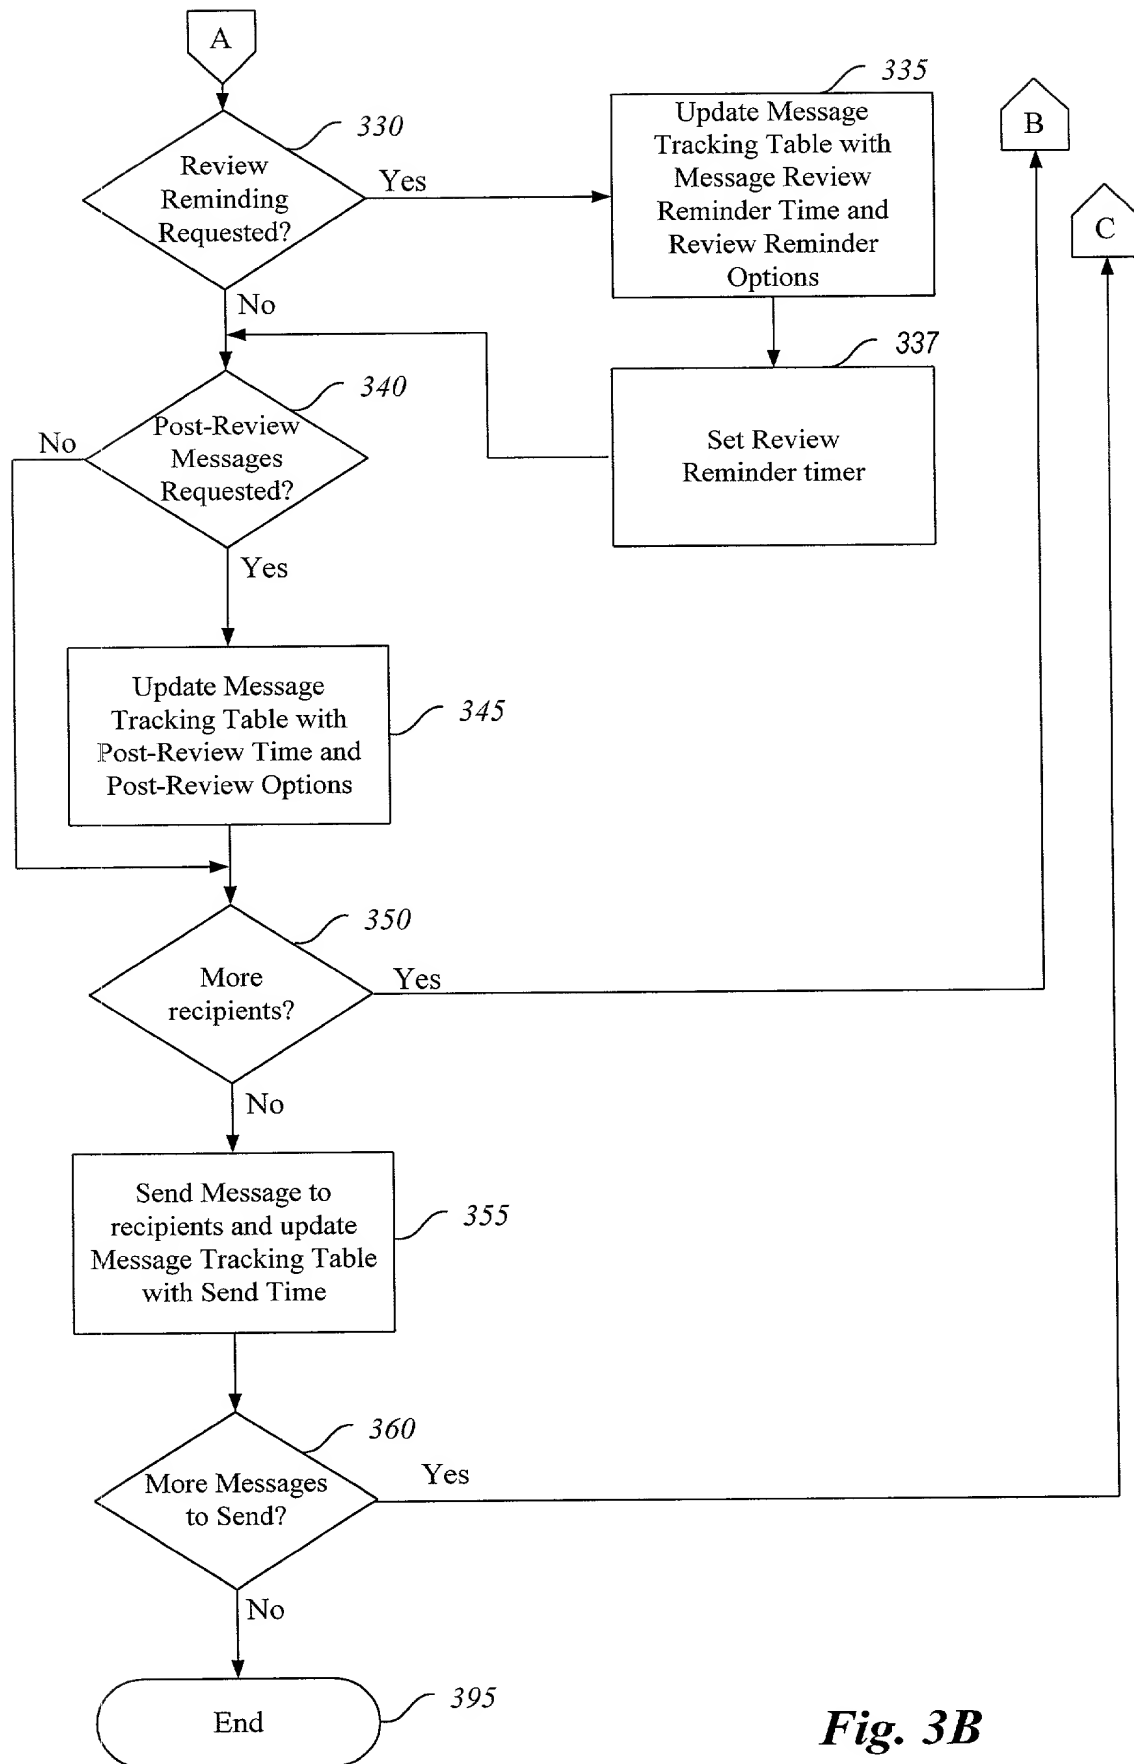 A
330
Review
Reminding
Requested?
Yes
No
335
Update Message
Tracking Table with
Message Review
Reminder Time and
Review Reminder
Options
B
C
337
Set Review
Reminder timer
340
Post-Review
Messages
Requested?
No
Yes
Update Message
Tracking Table with
Post-Review Time and
Post-Review Options
345
350
More
recipients?
Yes
No
Send Message to
recipients and update
Message Tracking Table
with Send Time
355
360
More Messages
to Send?
Yes
No
End
395
Fig. 3B